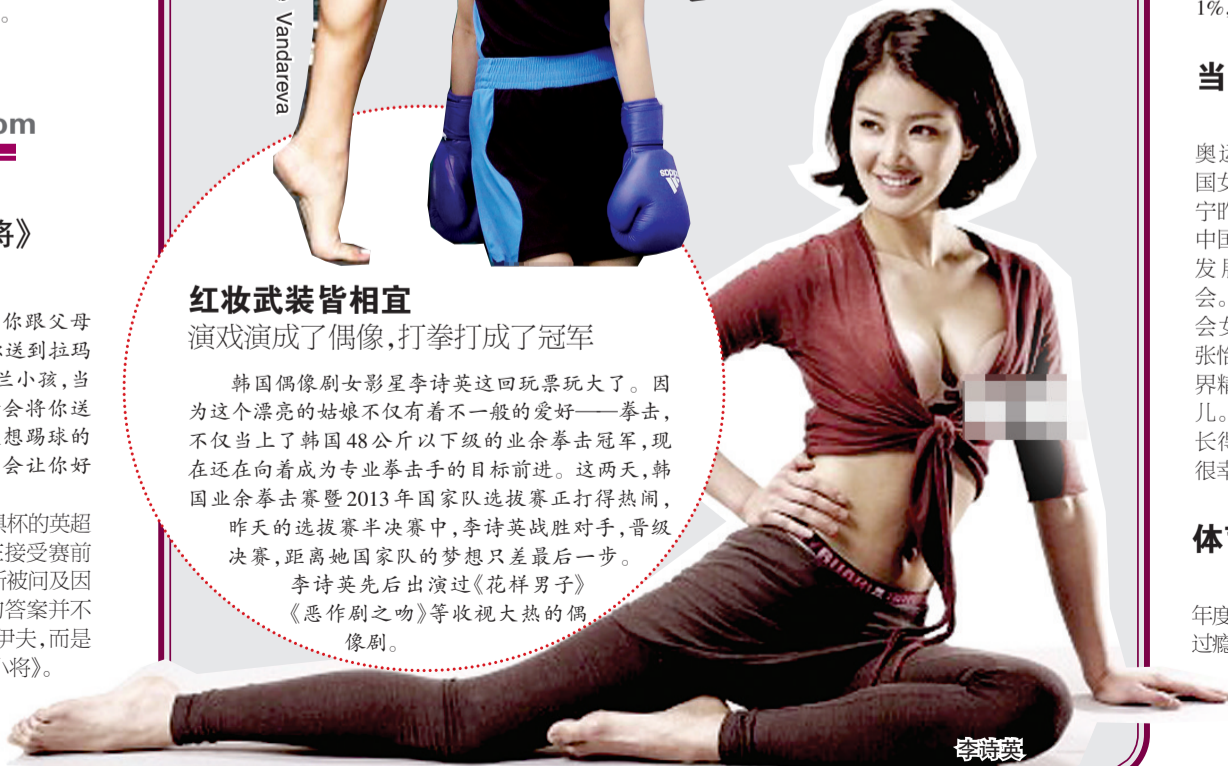 。
om
将》
你跟父母
送到拉玛
兰小孩,当
会将你送
想踢球的
会让你好
杯的英超
接受赛前
被问及因
答案并不
伊夫,而是
小将》。
Vandareva
adidas
红妆武装皆相宜
演戏演成了偶像,打拳打成了冠军
韩国偶像剧女影星李诗英这回玩票玩大了。因
为这个漂亮的姑娘不仅有着不一般的爱好——拳击,
不仅当上了韩国48公斤以下级的业余拳击冠军,现
在还在向着成为专业拳击手的目标前进。这两天,韩
国业余拳击赛暨2013年国家队选拔赛正打得热闹,
昨天的选拔赛半决赛中,李诗英战胜对手,晋级
决赛,距离她国家队的梦想只差最后一步。
李诗英先后出演过《花样男子》
《恶作剧之吻》等收视大热的偶
像剧。
李诗英
1%,
当
奥运
国女
宁昨
中国
发展
会。
会女
张怡
界精
儿。
长得
很幸
体
年度
过瘾